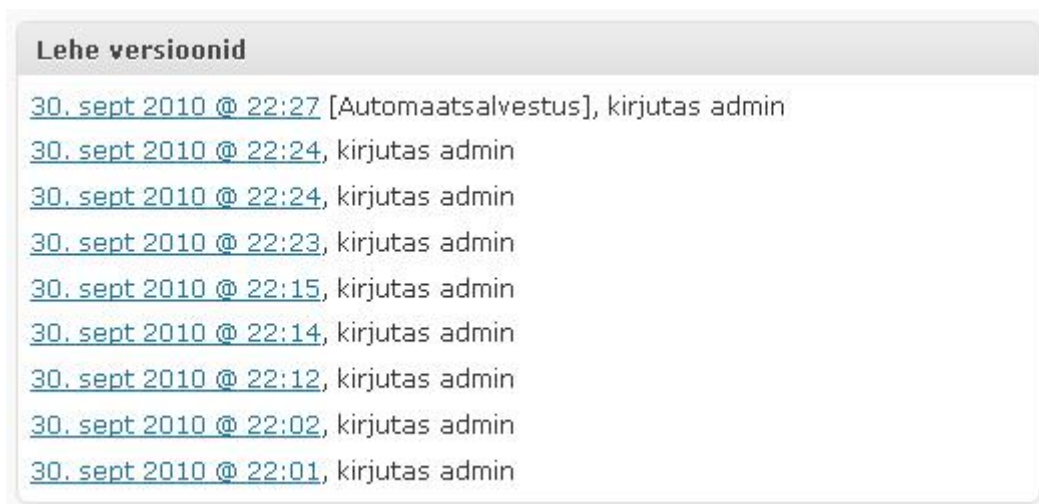 Lehe versioonid
30. sept 2010 @ 22:27 [Automaatsalvestus], kirjutas admin
30. sept 2010 @ 22:24, kirjutas admin
30. sept 2010 @ 22:24, kirjutas admin
30. sept 2010 @ 22:23, kirjutas admin
30. sept 2010 @ 22:15, kirjutas admin
30. sept 2010 @ 22:14, kirjutas admin
30. sept 2010 @ 22:12, kirjutas admin
30. sept 2010 @ 22:02, kirjutas admin
30. sept 2010 @ 22:01, kirjutas admin